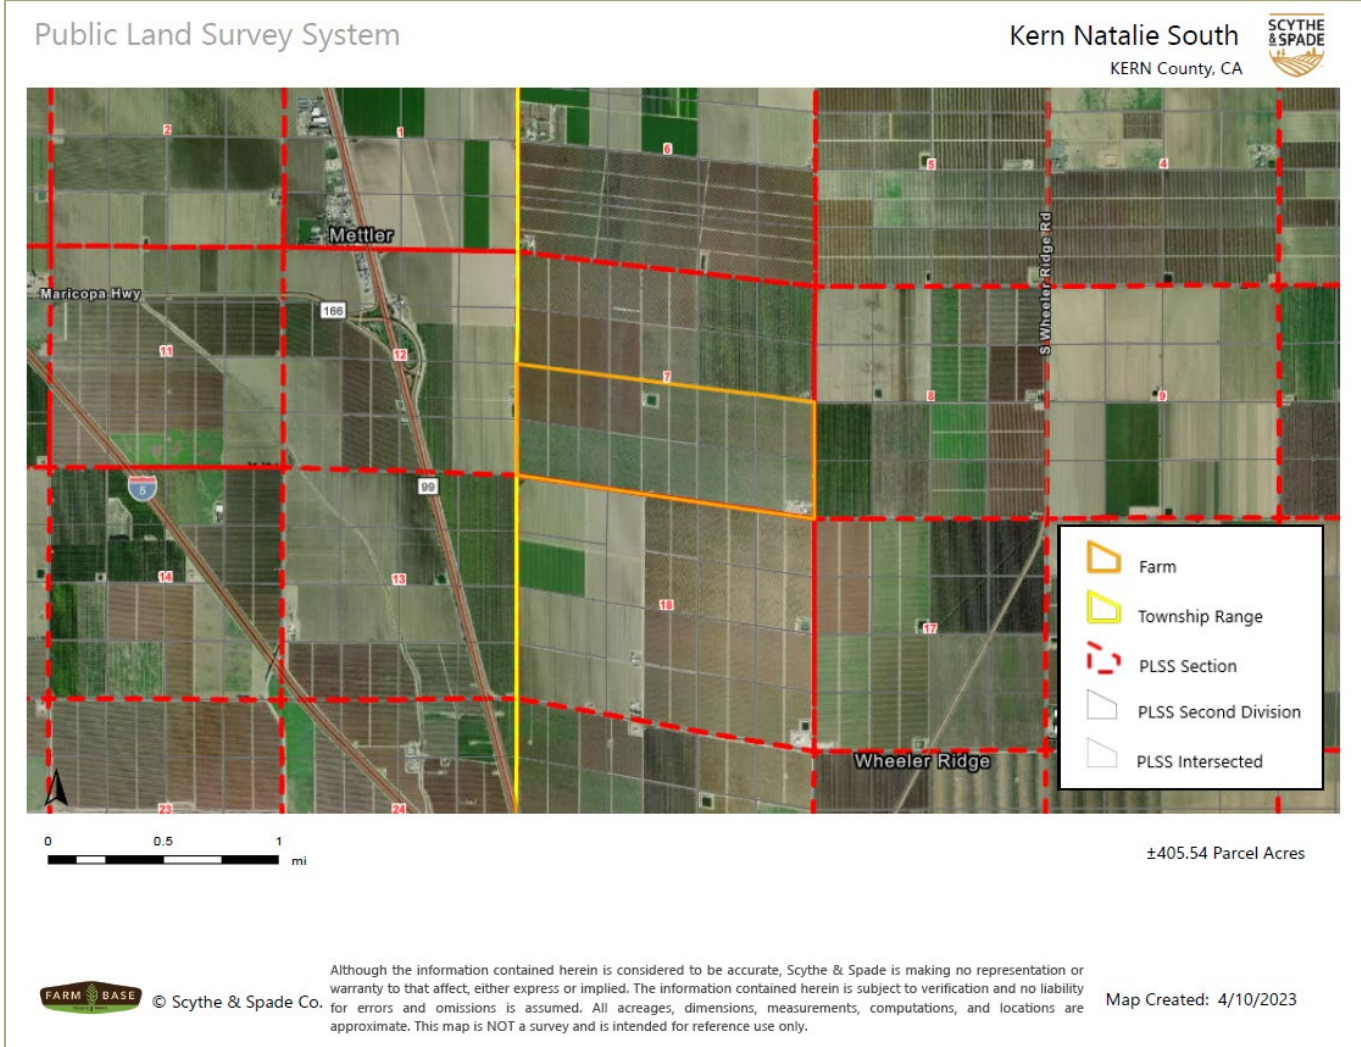 Public Land Survey System
Kern Natalie South
KERN County, CA
SCYTHE
& SPADE
2
1
6
5
4
Mettler
Maricopa Hwy
166
S Wheeler Ridge Rd
11
12
7
8
9
5
99
14
13
18
17
Wheeler Ridge
23
24
Farm
Township Range
PLSS Section
PLSS Second Division
PLSS Intersected
0 0.5 1
mi
±405.54 Parcel Acres
FARM BASE
© Scythe & Spade Co.
Although the information contained herein is considered to be accurate, Scythe & Spade is making no representation or
warranty to that affect, either express or implied. The information contained herein is subject to verification and no liability
for errors and omissions is assumed. All acreages, dimensions, measurements, computations, and locations are
approximate. This map is NOT a survey and is intended for reference use only.
Map Created: 4/10/2023